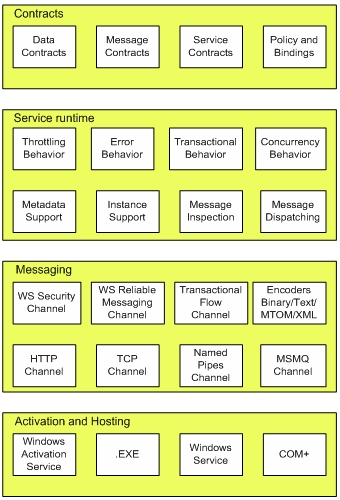 Contracts
Data
Contracts
Message
Contracts
Service
Contracts
Policy and
Bindings
Service runtime
Throttling
Behavior
Error
Behavior
Transactional
Behavior
Concurrency
Behavior
Metadata
Support
Instance
Support
Message
Inspection
Message
Dispatching
Messaging
WS Security
Channel
WS Reliable
Messaging
Channel
Transactional
Flow
Channel
Encoders
Binary/Text/
MTOM/XML
HTTP
Channel
TCP
Channel
Named
Pipes
Channel
MSMQ
Channel
Activation and Hosting
Windows
Activation
Service
.EXE
Windows
Service
COM+